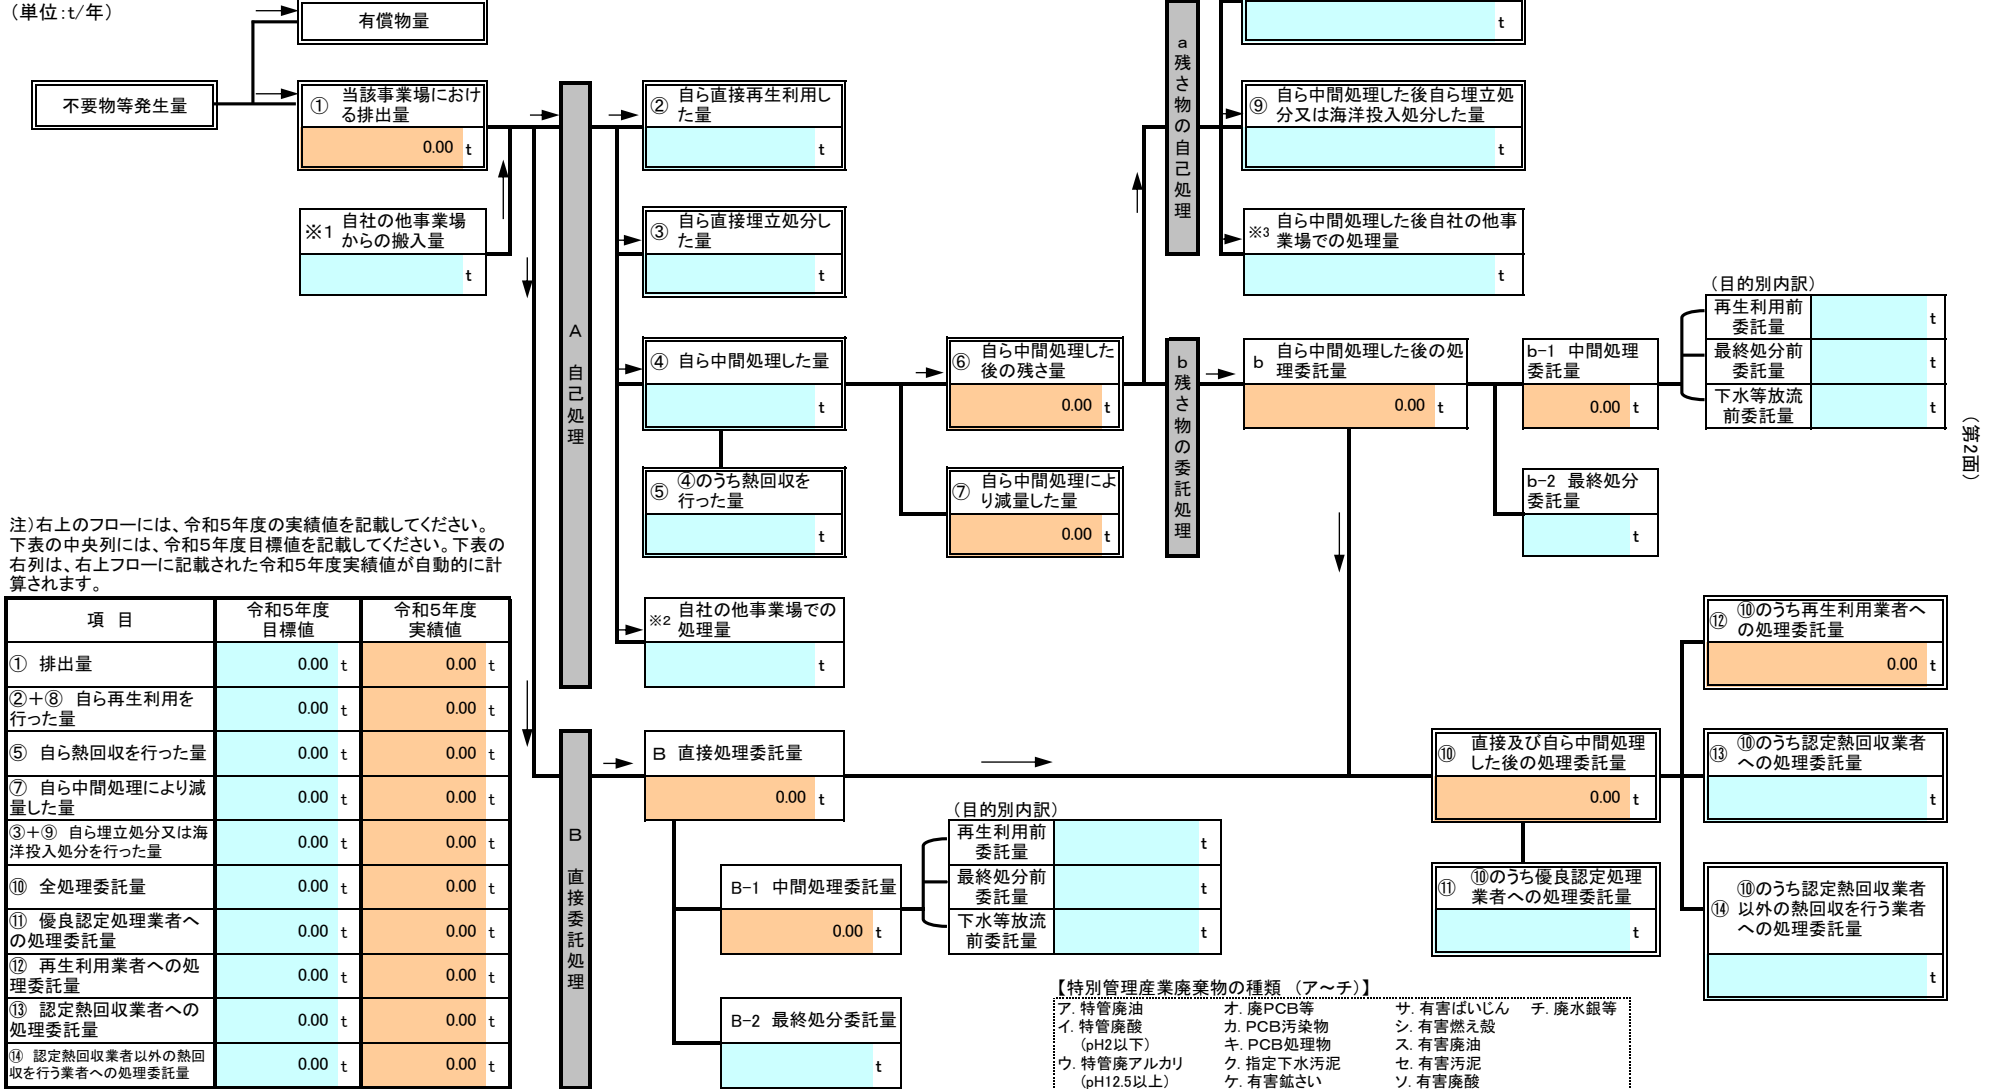 (単位:t/年)
有償物量
不要物等発生量
① 当該事業場におけ
る排出量
0.00 t
※1 自社の他事業場
からの搬入量
t
A 自己処理
② 自ら直接再生利用し
た量
t
③ 自ら直接埋立処分し
た量
t
④ 自ら中間処理した量
t
⑤ ④のうち熱回収を
行った量
t
※2 自社の他事業場での
処理量
t
⑥ 自ら中間処理した
後の残さ量
0.00 t
⑦ 自ら中間処理によ
り減量した量
0.00 t
a 残さ物の自己処理
t
⑨ 自ら中間処理した後自ら埋立処
分又は海洋投入処分した量
t
※3 自ら中間処理した後自社の他事
業場での処理量
t
b 残さ物の委託処理
b 自ら中間処理した後の処
理委託量
0.00 t
b-1 中間処理
委託量
0.00 t
b-2 最終処分
委託量
t
(目的別内訳)
再生利用前
委託量
t
最終処分前
委託量
t
下水等放流
前委託量
t
(第2面)
注)右上のフローには、令和5年度の実績値を記載してください。
下表の中央列には、令和5年度目標値を記載してください。下表の
右列は、右上フローに記載された令和5年度実績値が自動的に計
算されます。
項 目 令和5年度 目標値 令和5年度 実績値
① 排出量 0.00 t 0.00 t
②+⑧ 自ら再生利用を
行った量 0.00 t 0.00 t
⑤ 自ら熱回収を行った量 0.00 t 0.00 t
⑦ 自ら中間処理により減
量した量 0.00 t 0.00 t
③+⑨ 自ら埋立処分又は海
洋投入処分を行った量 0.00 t 0.00 t
⑩ 全処理委託量 0.00 t 0.00 t
⑪ 優良認定処理業者へ
の処理委託量 0.00 t 0.00 t
⑫ 再生利用業者への処
理委託量 0.00 t 0.00 t
⑬ 認定熱回収業者への
処理委託量 0.00 t 0.00 t
⑭ 認定熱回収業者以外の熱回
収を行う業者への処理委託量 0.00 t 0.00 t
B 直接委託処理
B 直接処理委託量
0.00 t
B-1 中間処理委託量
0.00 t
B-2 最終処分委託量
t
(目的別内訳)
再生利用前
委託量
t
最終処分前
委託量
t
下水等放流
前委託量
t
⑩ 直接及び自ら中間処理
した後の処理委託量
0.00 t
⑪ ⑩のうち優良認定処理
業者への処理委託量
t
⑫ ⑩のうち再生利用業者へ
の処理委託量
0.00 t
⑬ ⑩のうち認定熱回収業者
への処理委託量
t
⑭ ⑩のうち認定熱回収業者
以外の熱回収を行う業者
への処理委託量
t
【特別管理産業廃棄物の種類 (ア~チ)】
ア. 特管廃油 オ. 廃PCB等 サ. 有害ばいじん チ. 廃水銀等
イ. 特管廃酸 カ. PCB汚染物 シ. 有害燃え殻
(pH2以下) キ. PCB処理物 ス. 有害廃油
ウ. 特管廃アルカリ ク. 指定下水汚泥 セ. 有害汚泥
(pH12.5以上) ケ. 有害鉱さい ソ. 有害廃酸